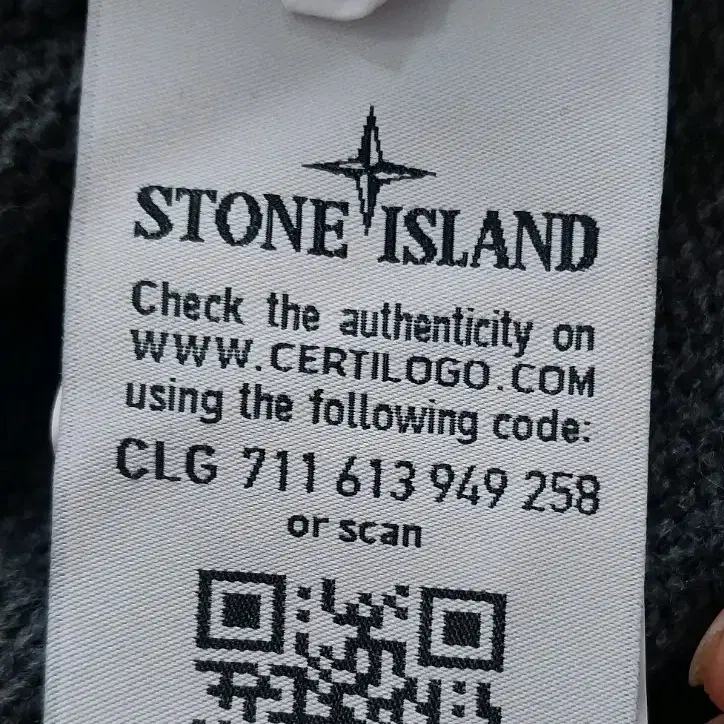 STONE ISLAND
Check the authenticity on
WWW.CERTILOGO.COM
using the following code:
CLG 711 613 949 258
or scan